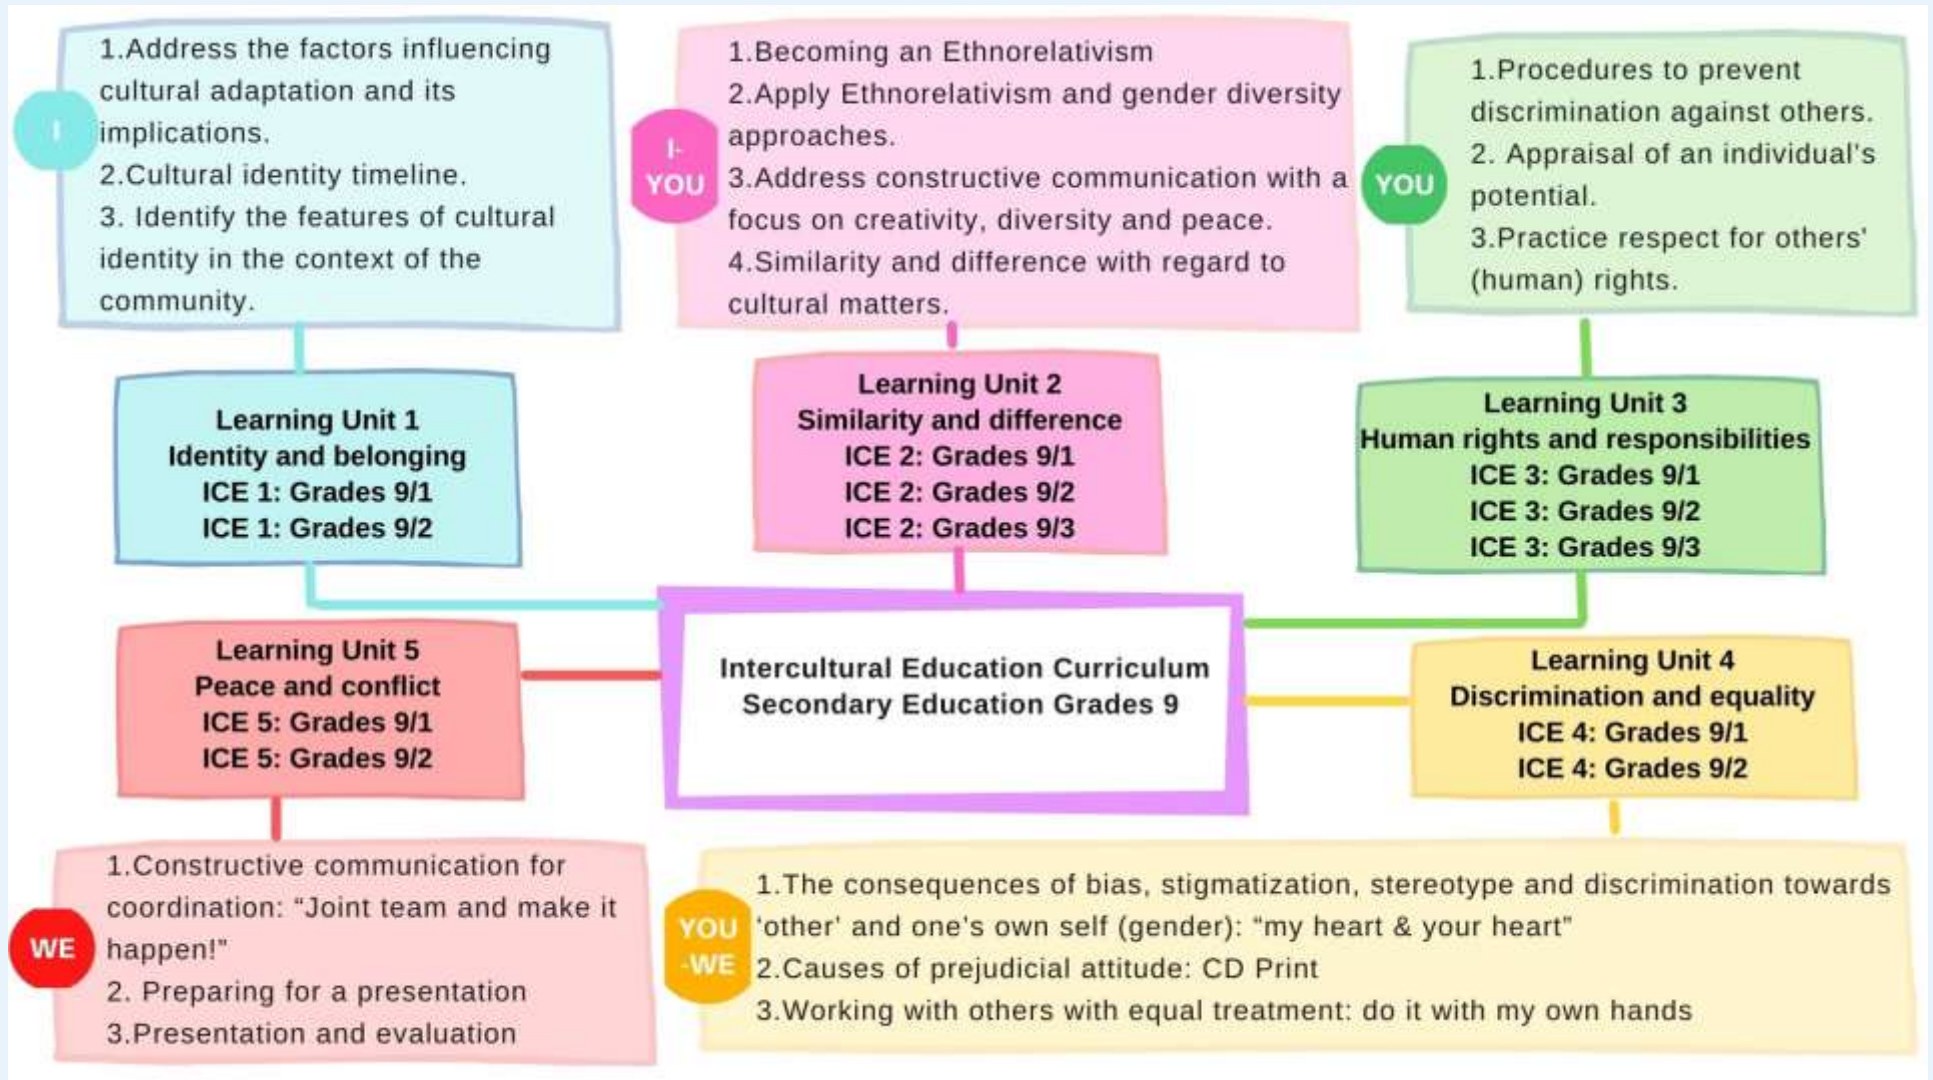 1.Address the factors influencing
cultural adaptation and its
implications.
2.Cultural identity timeline.
3. Identify the features of cultural
identity in the context of the
community.
I
1.Becoming an Ethnorelativism
2.Apply Ethnorelativism and gender diversity
approaches.
3.Address constructive communication with a
focus on creativity, diversity and peace.
4.Similarity and difference with regard to
cultural matters.
I-
YOU
1.Procedures to prevent
discrimination against others.
2. Appraisal of an individual's
potential.
3.Practice respect for others'
(human) rights.
YOU
Learning Unit 1
Identity and belonging
ICE 1: Grades 9/1
ICE 1: Grades 9/2
Learning Unit 2
Similarity and difference
ICE 2: Grades 9/1
ICE 2: Grades 9/2
ICE 2: Grades 9/3
Learning Unit 3
Human rights and responsibilities
ICE 3: Grades 9/1
ICE 3: Grades 9/2
ICE 3: Grades 9/3
Learning Unit 5
Peace and conflict
ICE 5: Grades 9/1
ICE 5: Grades 9/2
Intercultural Education Curriculum
Secondary Education Grades 9
Learning Unit 4
Discrimination and equality
ICE 4: Grades 9/1
ICE 4: Grades 9/2
1.Constructive communication for
coordination: “Joint team and make it
happen!”
2. Preparing for a presentation
3.Presentation and evaluation
WE
YOU
-WE
1.The consequences of bias, stigmatization, stereotype and discrimination towards
‘other’ and one's own self (gender): “my heart & your heart”
2.Causes of prejudicial attitude: CD Print
3.Working with others with equal treatment: do it with my own hands